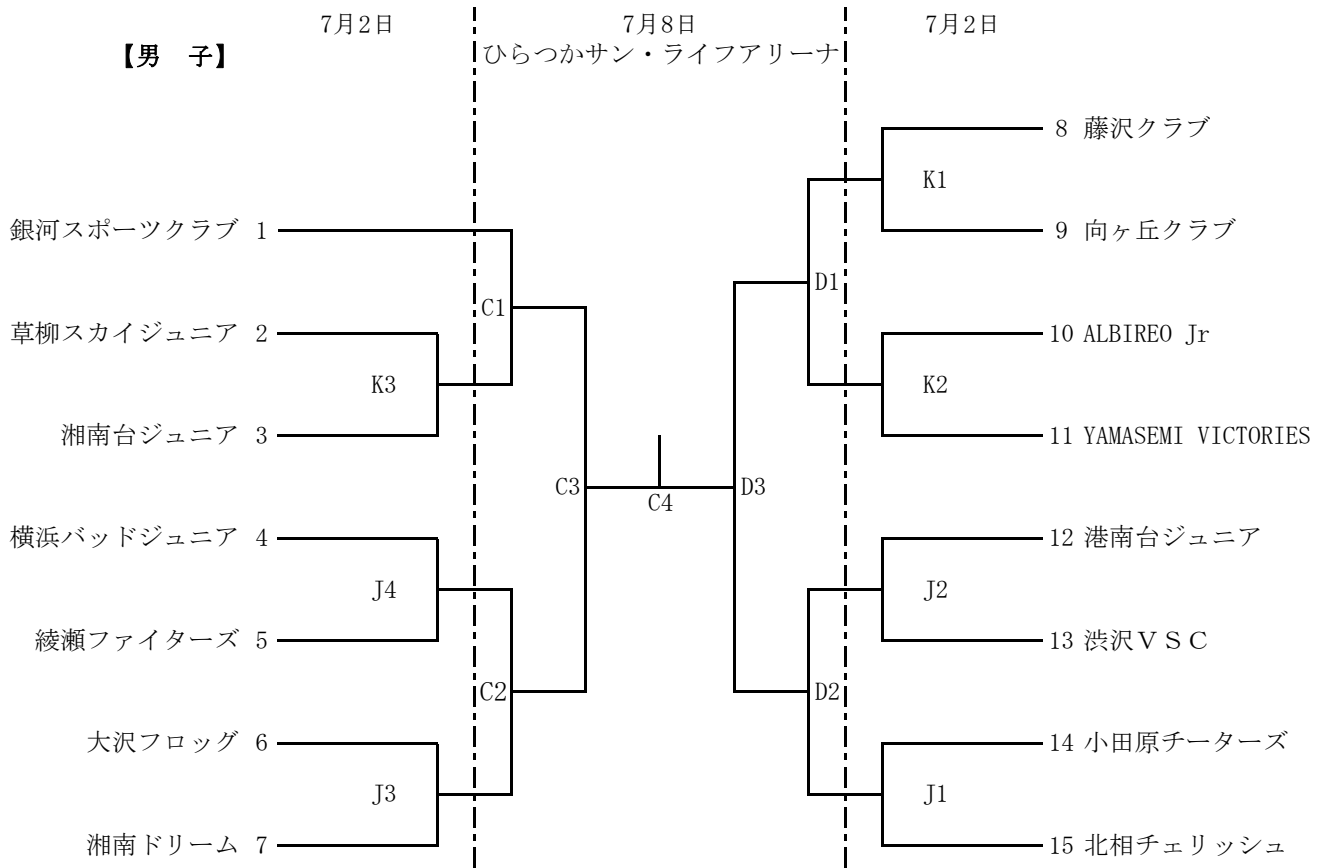 7月2日 7月8日 7月2日
【男 子】 ひらつかサン・ライフアリーナ
8 藤沢クラブ
K1
銀河スポーツクラブ 1
9 向ヶ丘クラブ
D1
C1
草柳スカイジュニア 2
10 ALBIREO Jr
K3
K2
湘南台ジュニア 3
11 YAMASEMI VICTORIES
C3
D3
C4
横浜バッドジュニア 4
12 港南台ジュニア
J4
J2
綾瀬ファイターズ 5
13 渋沢VSC
C2
D2
大沢フロッグ 6
14 小田原チーターズ
J3
J1
湘南ドリーム 7
15 北相チェリッシュ